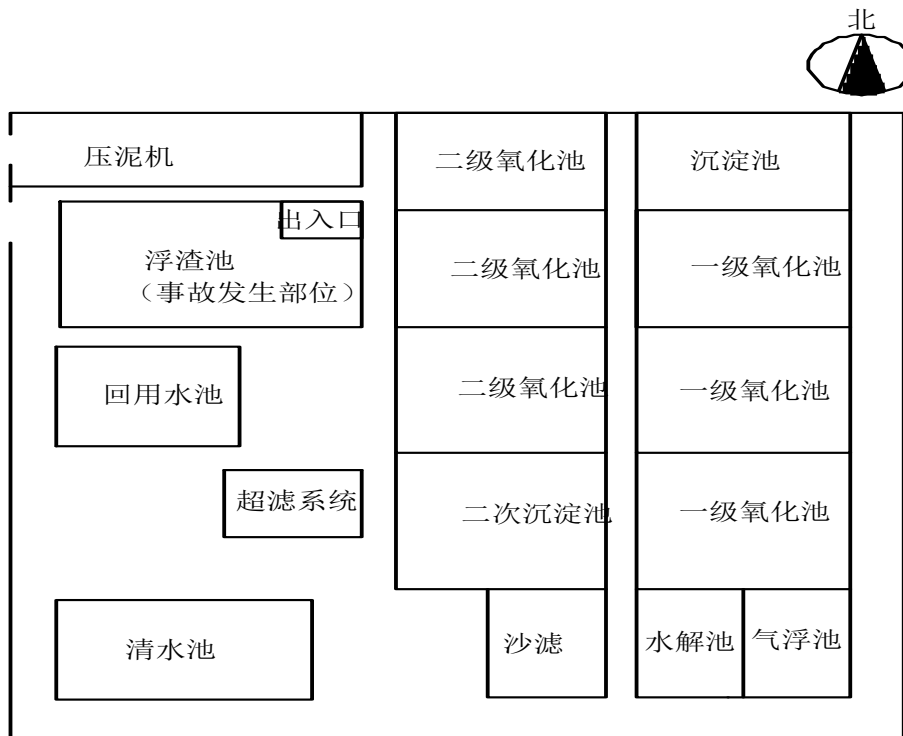 北
压泥机
二级氧化池
沉淀池
出入口
浮渣池
（事故发生部位）
二级氧化池
一级氧化池
回用水池
二级氧化池
一级氧化池
超滤系统
二次沉淀池
一级氧化池
清水池
沙滤
水解池
气浮池